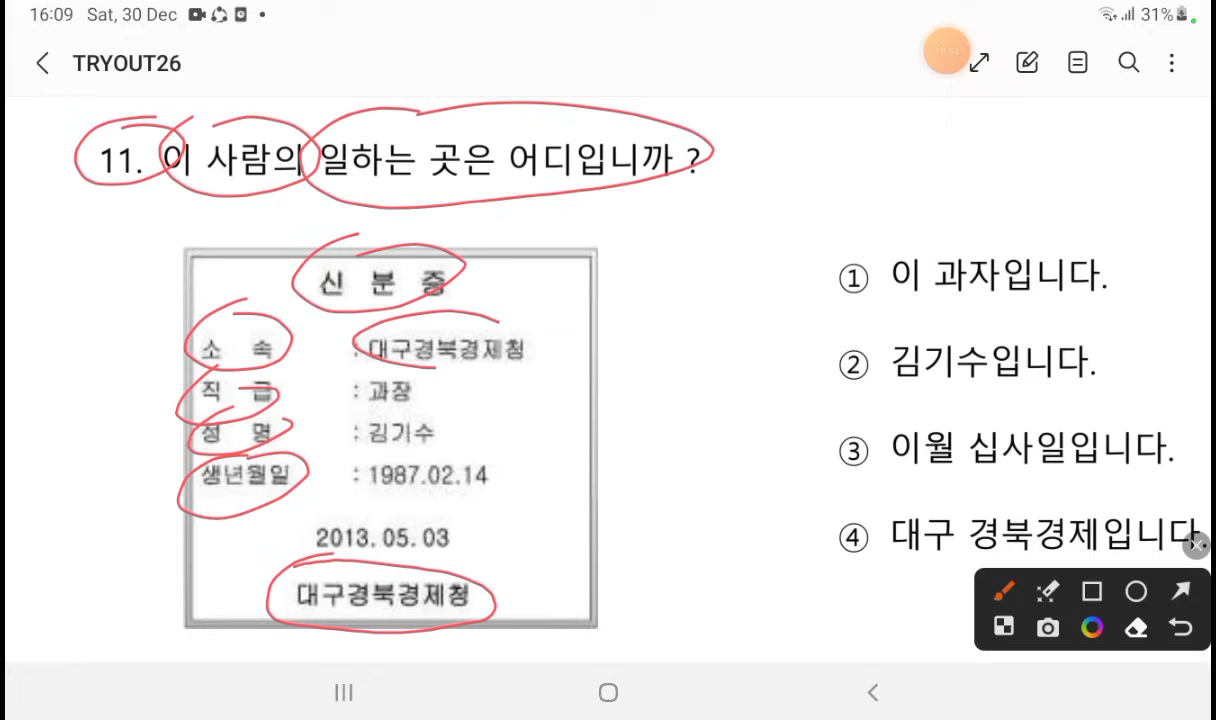 16:09 Sat, 30 Dec
31%
TRYOUT26
11. 이 사람의 일하는 곳은 어디입니까 ?
신 분 증
소 속 : 대구경북경제청
직 급 : 과장
성 명 : 김기수
생년월일 : 1987.02.14
2013.05.03
대구경북경제청
① 이 과자입니다.
② 김기수입니다.
③ 이월 십사일입니다.
④ 대구 경북경제입니다.